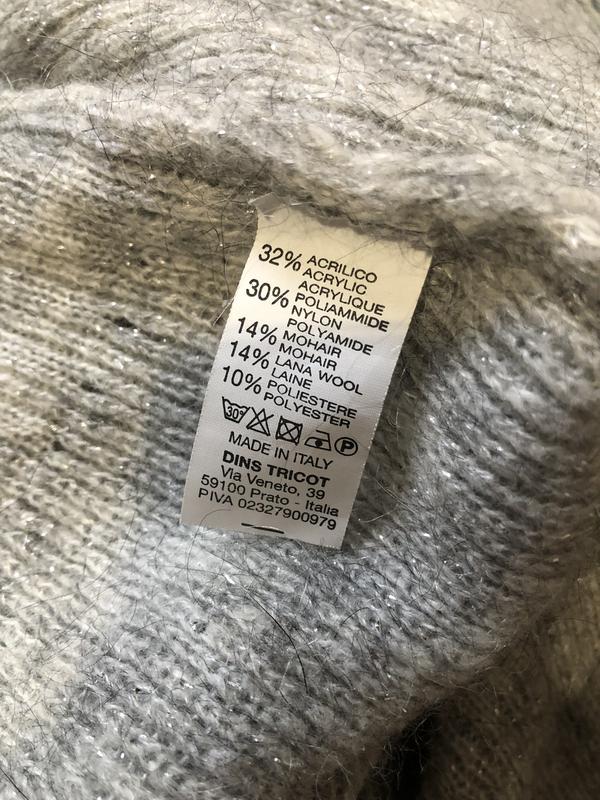 32% ACRILICO
ACRYLIC
ACRYLIQUE
30% POLIAMMIDE
NYLON
POLYAMIDE
14% MOHAIR
MOHAIR
14% LANA WOOL
LAINE
10% POLIESTERE
POLYESTER
30° P
MADE IN ITALY
DINS TRICOT
Via Veneto, 39
59100 Prato - Italia
PIVA 02327900979